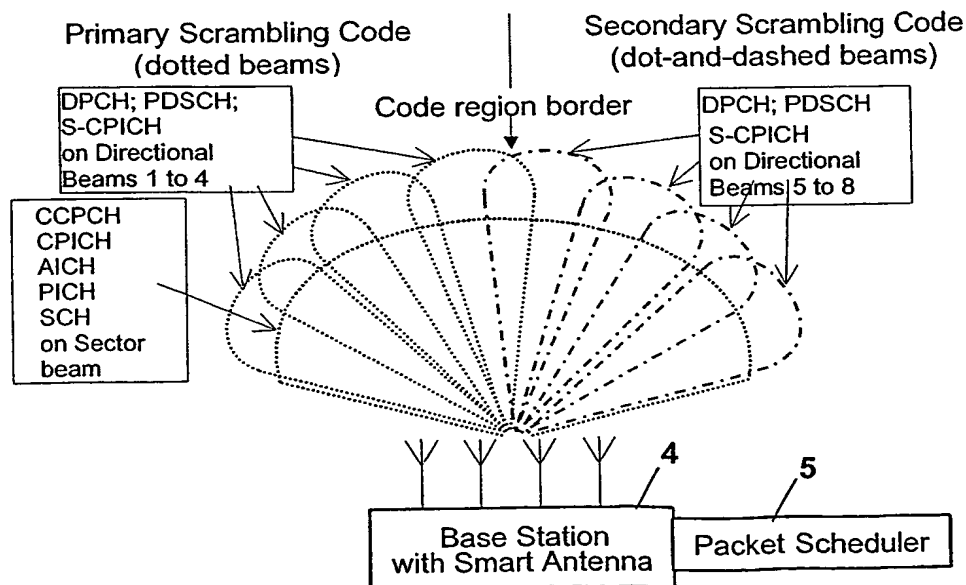 Primary Scrambling Code
(dotted beams)
Secondary Scrambling Code
(dot-and-dashed beams)
DPCH; PDSCH;
S-CPICH
on Directional
Beams 1 to 4
Code region border
DPCH; PDSCH
S-CPICH
on Directional
Beams 5 to 8
CCPCH
CPICH
AICH
PICH
SCH
on Sector
beam
4
5
Base Station
with Smart Antenna
Packet Scheduler